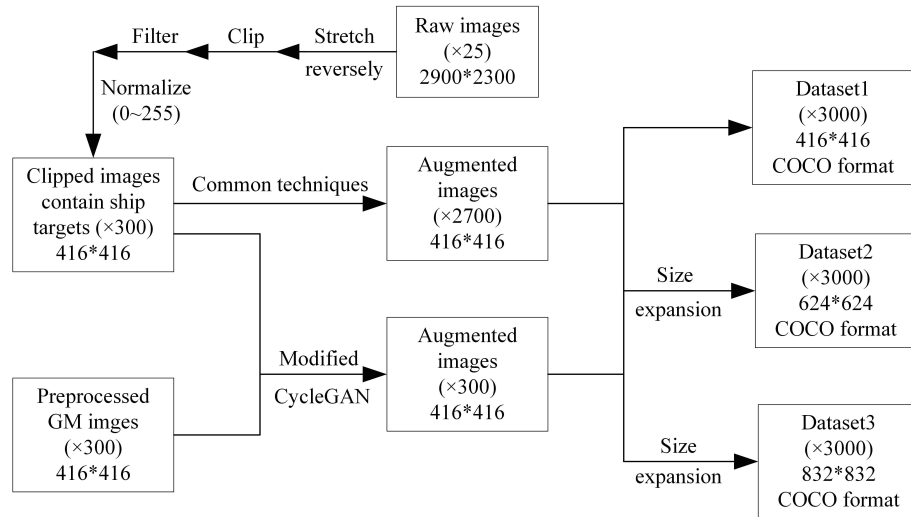 Raw images
(×25)
2900*2300
Stretch
reversely
Clip
Filter
Normalize
(0~255)
Clipped images
contain ship
targets (×300)
416*416
Common techniques
Augmented
images
(×2700)
416*416
Preprocessed
GM imges
(×300)
416*416
Modified
CycleGAN
Augmented
images
(×300)
416*416
Dataset1
(×3000)
416*416
COCO format
Size
expansion
Dataset2
(×3000)
624*624
COCO format
Size
expansion
Dataset3
(×3000)
832*832
COCO format